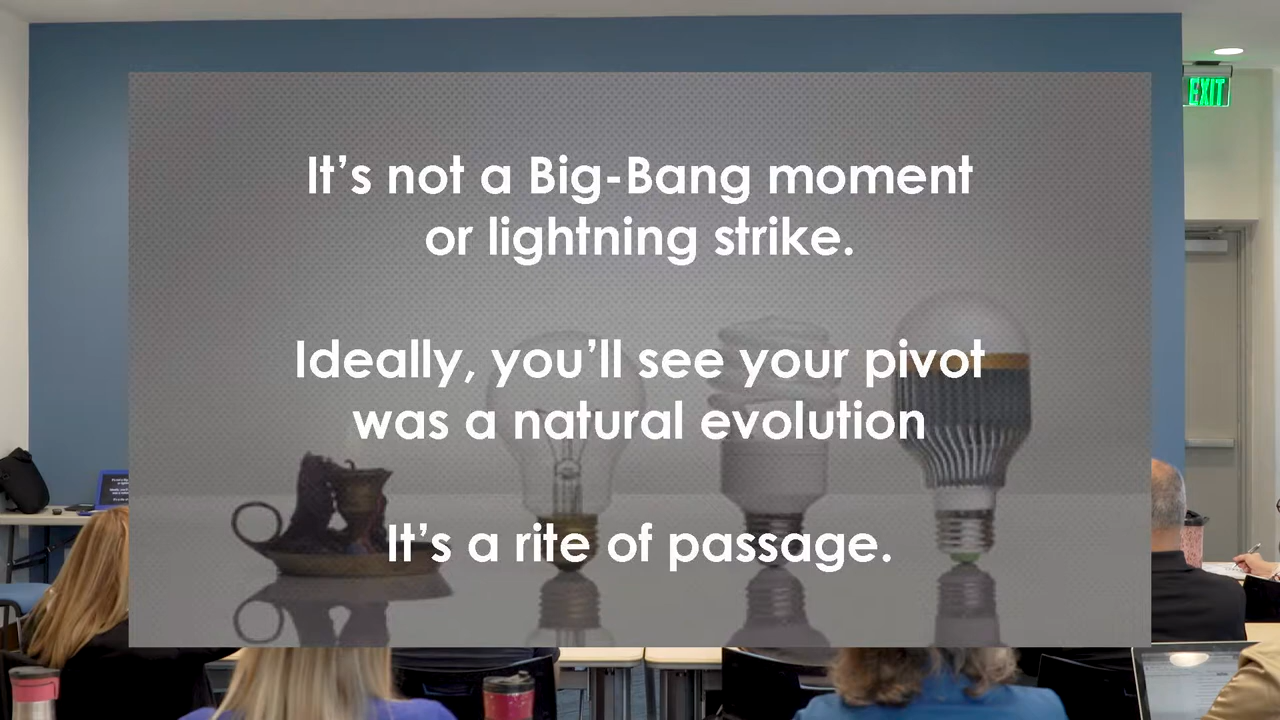 EXIT
It's not a Big-Bang moment
or lightning strike.
Ideally, you'll see your pivot
was a natural evolution
It's a rite of passage.